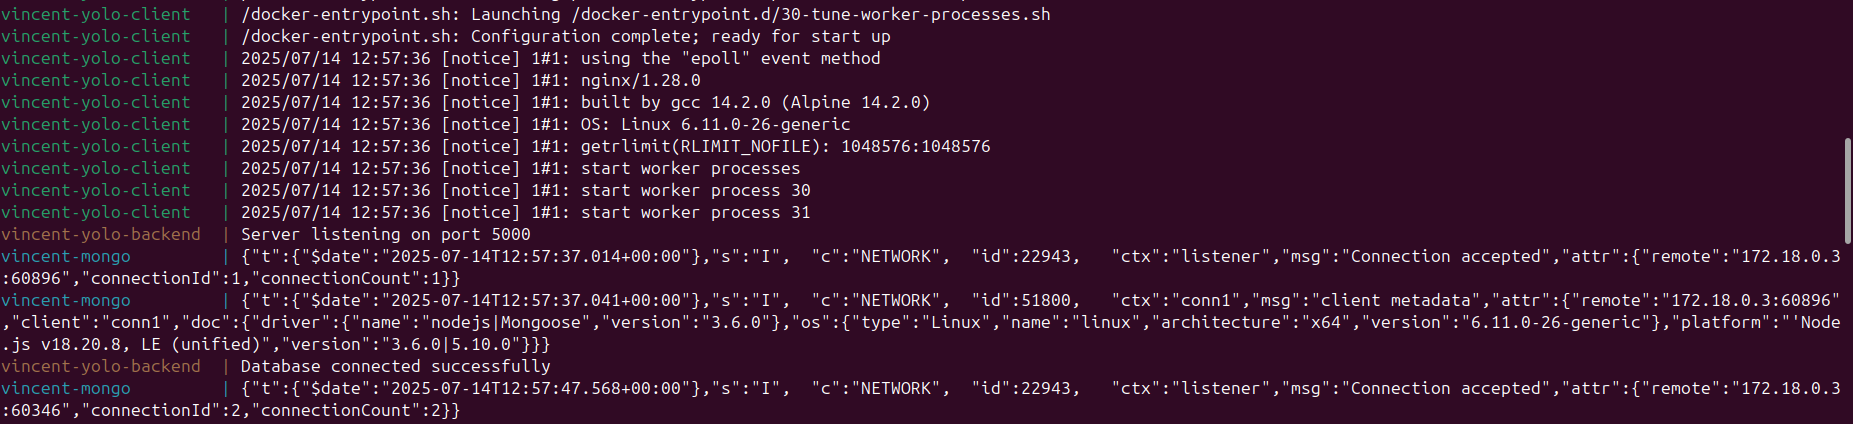 vincent-yolo-client   | /docker-entrypoint.sh: Launching /docker-entrypoint.d/30-tune-worker-processes.sh
vincent-yolo-client   | /docker-entrypoint.sh: Configuration complete; ready for start up
vincent-yolo-client   | 2025/07/14 12:57:36 [notice] 1#1: using the "epoll" event method
vincent-yolo-client   | 2025/07/14 12:57:36 [notice] 1#1: nginx/1.28.0
vincent-yolo-client   | 2025/07/14 12:57:36 [notice] 1#1: built by gcc 14.2.0 (Alpine 14.2.0)
vincent-yolo-client   | 2025/07/14 12:57:36 [notice] 1#1: OS: Linux 6.11.0-26-generic
vincent-yolo-client   | 2025/07/14 12:57:36 [notice] 1#1: getrlimit(RLIMIT_NOFILE): 1048576:1048576
vincent-yolo-client   | 2025/07/14 12:57:36 [notice] 1#1: start worker processes
vincent-yolo-client   | 2025/07/14 12:57:36 [notice] 1#1: start worker process 30
vincent-yolo-client   | 2025/07/14 12:57:36 [notice] 1#1: start worker process 31
vincent-yolo-backend  | Server listening on port 5000
vincent-mongo         | {"t":{"$date":"2025-07-14T12:57:37.014+00:00"},"s":"I",  "c":"NETWORK",  "id":22943,   "ctx":"listener","msg":"Connection accepted","attr":{"remote":"172.18.0.3
:60896","connectionId":1,"connectionCount":1}}
vincent-mongo         | {"t":{"$date":"2025-07-14T12:57:37.041+00:00"},"s":"I",  "c":"NETWORK",  "id":51800,   "ctx":"conn1","msg":"client metadata","attr":{"remote":"172.18.0.3:60896"
,"client":"conn1","doc":{"driver":{"name":"nodejs|Mongoose","version":"3.6.0"},"os":{"type":"Linux","name":"linux","architecture":"x64","version":"6.11.0-26-generic"},"platform":"'Node
.js v18.20.8, LE (unified)","version":"3.6.0|5.10.0"}}}
vincent-yolo-backend  | Database connected successfully
vincent-mongo         | {"t":{"$date":"2025-07-14T12:57:47.568+00:00"},"s":"I",  "c":"NETWORK",  "id":22943,   "ctx":"listener","msg":"Connection accepted","attr":{"remote":"172.18.0.3
:60346","connectionId":2,"connectionCount":2}}